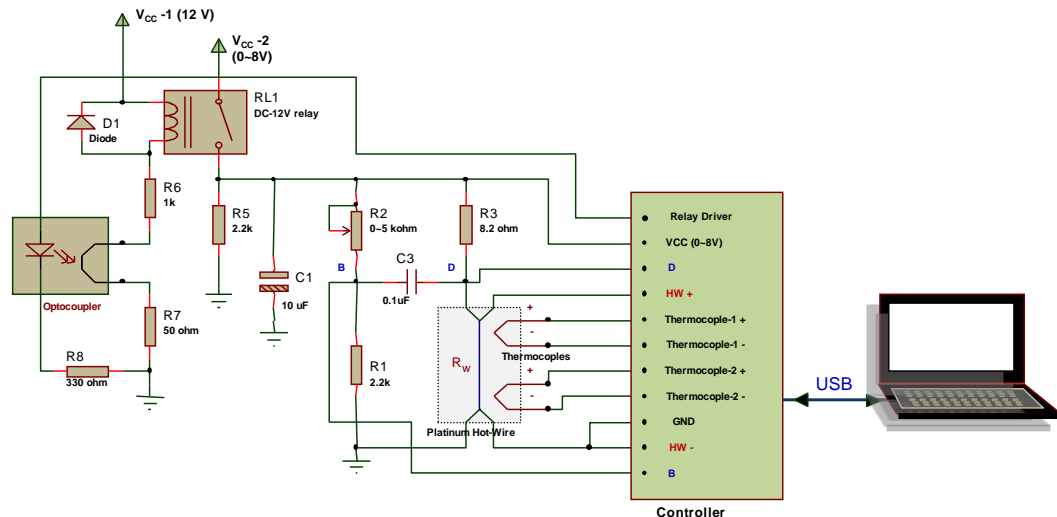 V CC -1 (12 V)
V CC -2
(0~8V)
RL1
DC-12V relay
D1
Diode
R6
1k
R5
2.2k
R2
0~5 kohm
R3
8.2 ohm
B
C3
D
0.1uF
C1
10 uF
Optocoupler
R7
50 ohm
R8
330 ohm
R1
2.2k
R W
+
-
Thermocoples
+
-
Platinum Hot-Wire
Relay Driver
VCC (0~8V)
D
HW +
Thermocople-1 +
Thermocople-1 -
Thermocople-2 +
Thermocople-2 -
GND
HW -
B
Controller
USB